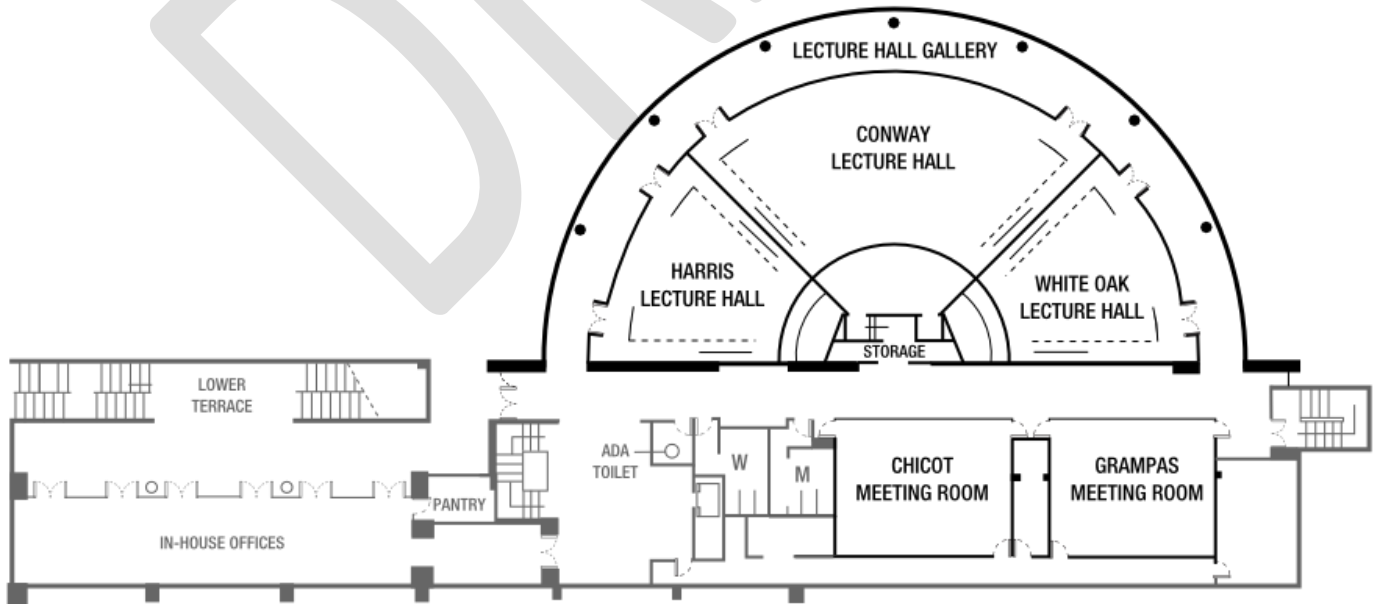 LECTURE HALL GALLERY
CONWAY
LECTURE HALL
HARRIS
LECTURE HALL
WHITE OAK
LECTURE HALL
STORAGE
LOWER
TERRACE
ADA
TOILET
W
M
CHICOT
MEETING ROOM
GRAMPAS
MEETING ROOM
PANTRY
IN-HOUSE OFFICES